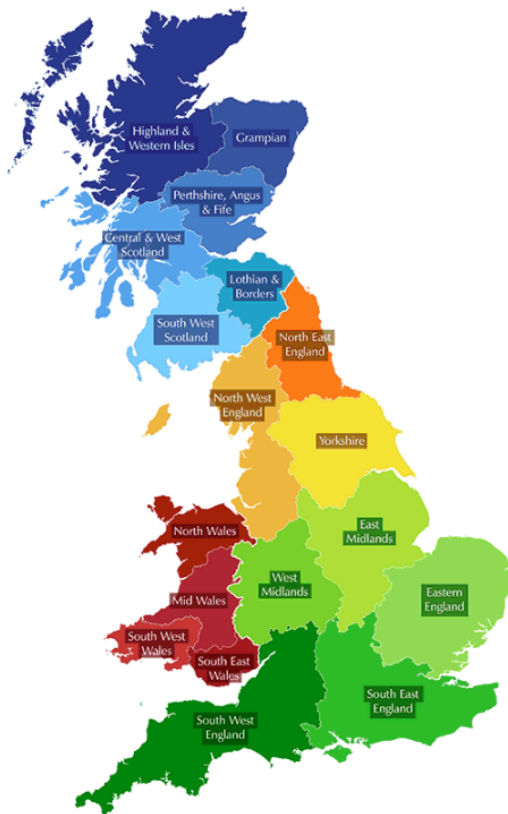 Highland &
Western Isles
Grampian
Perthshire, Angus
& Fife
Central & West
Scotland
Lothian &
Borders
South West
Scotland
North East
England
North West
England
Yorkshire
North Wales
East
Midlands
West
Midlands
Mid Wales
Eastern
England
South West
Wales
South East
Wales
South East
England
South West
England